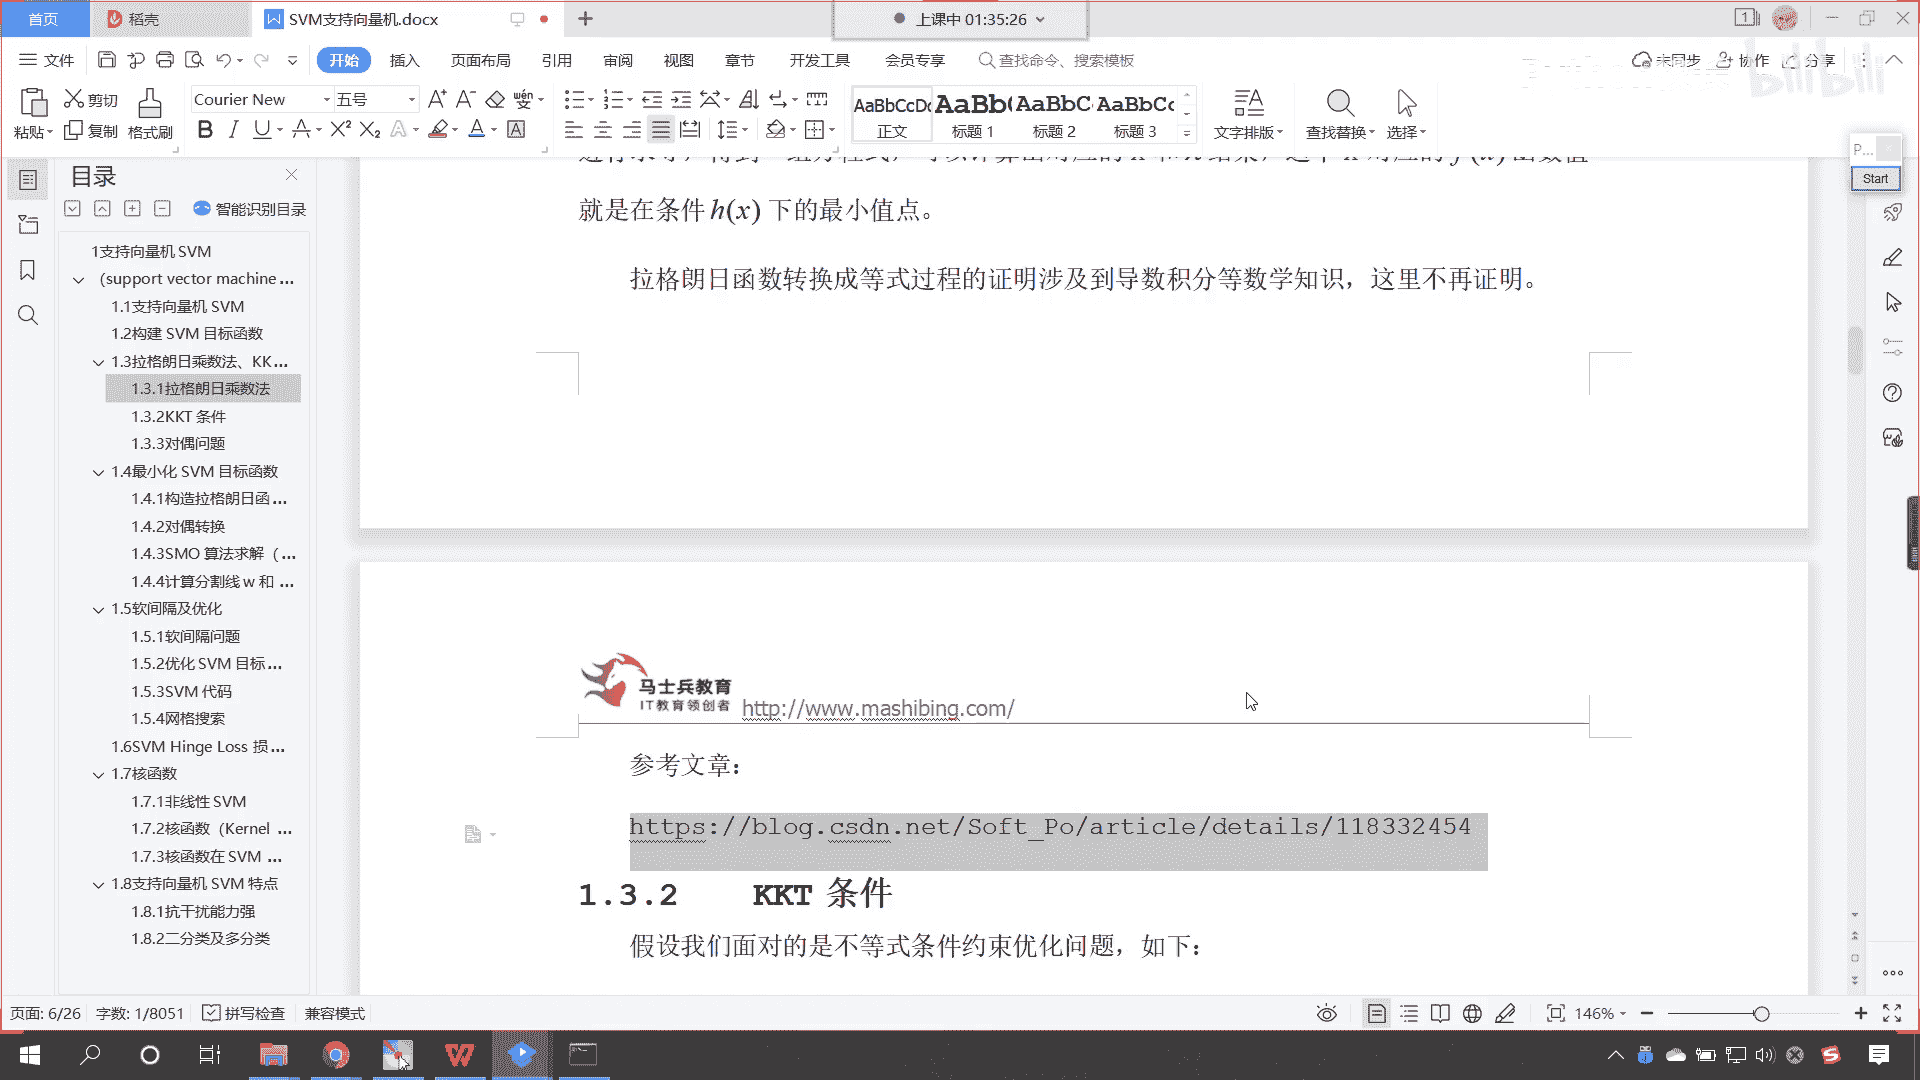 首页
稻壳
SVM支持向量机.docx
上课中 01:35:26
文件
开始
插入
页面布局
引用
审阅
视图
章节
开发工具
会员专享
查找命令、搜索模板
未同步
协作
分享
bilibili
粘贴
剪切
复制
格式刷
Courier New
五号
AaBbCcDd
正文
AaBb(
标题 1
AaBbC
标题 2
AaBbCc
标题 3
文字排版
查找替换
选择
P...
Start
目录
智能识别目录
1支持向量机 SVM
（support vector machine ...
1.1支持向量机 SVM
1.2构建 SVM 目标函数
1.3拉格朗日乘数法、KK...
1.3.1拉格朗日乘数法
1.3.2KKT 条件
1.3.3对偶问题
1.4最小化 SVM 目标函数
1.4.1构造拉格朗日函...
1.4.2对偶转换
1.4.3SMO 算法求解（...
1.4.4计算分割线 w 和 ...
1.5软间隔及优化
1.5.1软间隔问题
1.5.2优化 SVM 目标...
1.5.3SVM 代码
1.5.4网格搜索
1.6SVM Hinge Loss 损...
1.7核函数
1.7.1非线性 SVM
1.7.2核函数（Kernel ...
1.7.3核函数在 SVM ...
1.8支持向量机 SVM 特点
1.8.1抗干扰能力强
1.8.2二分类及多分类
就是在条件 h(x) 下的最小值点。
拉格朗日函数转换成等式过程的证明涉及到导数积分等数学知识，这里不再证明。
马士兵教育
IT教育领创者
http://www.mashibing.com/
参考文章：
https://blog.csdn.net/Soft_Po/article/details/118332454
1.3.2 KKT 条件
假设我们面对的是不等式条件约束优化问题，如下：
页面: 6/26
字数: 1/8051
拼写检查
兼容模式
146%